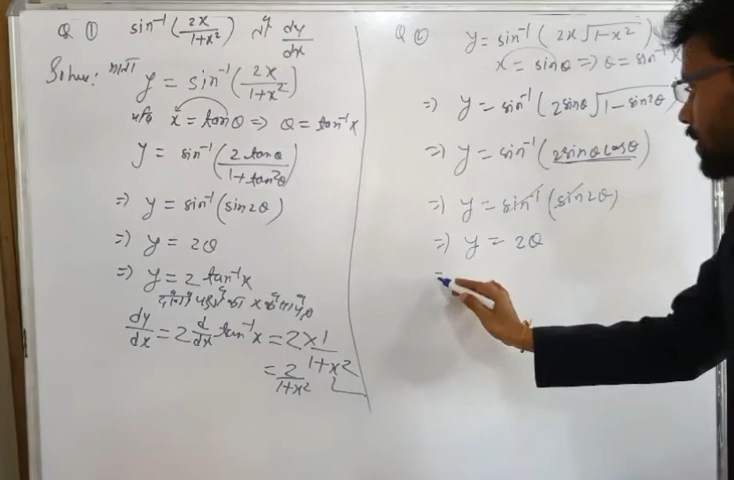 Q ① sin⁻¹(2x/1+x²) dy/dx
Soln: माना y = sin⁻¹(2x/1+x²)
x = tanθ => θ = tan⁻¹x
y = sin⁻¹(2tanθ/1+tan²θ)
=> y = sin⁻¹(sin2θ)
=> y = 2θ
=> y = 2 tan⁻¹x
x
dy/dx = 2 d/dx tan⁻¹x = 2×1/1+x²
= 2/1+x²
Q ② y = sin⁻¹(2x√1-x²)
x = sinθ => θ = sin⁻¹x
=> y = sin⁻¹(2sinθ√1-sin²θ)
=> y = sin⁻¹(2sinθcosθ)
=> y = sin⁻¹(sin2θ)
=> y = 2θ
=